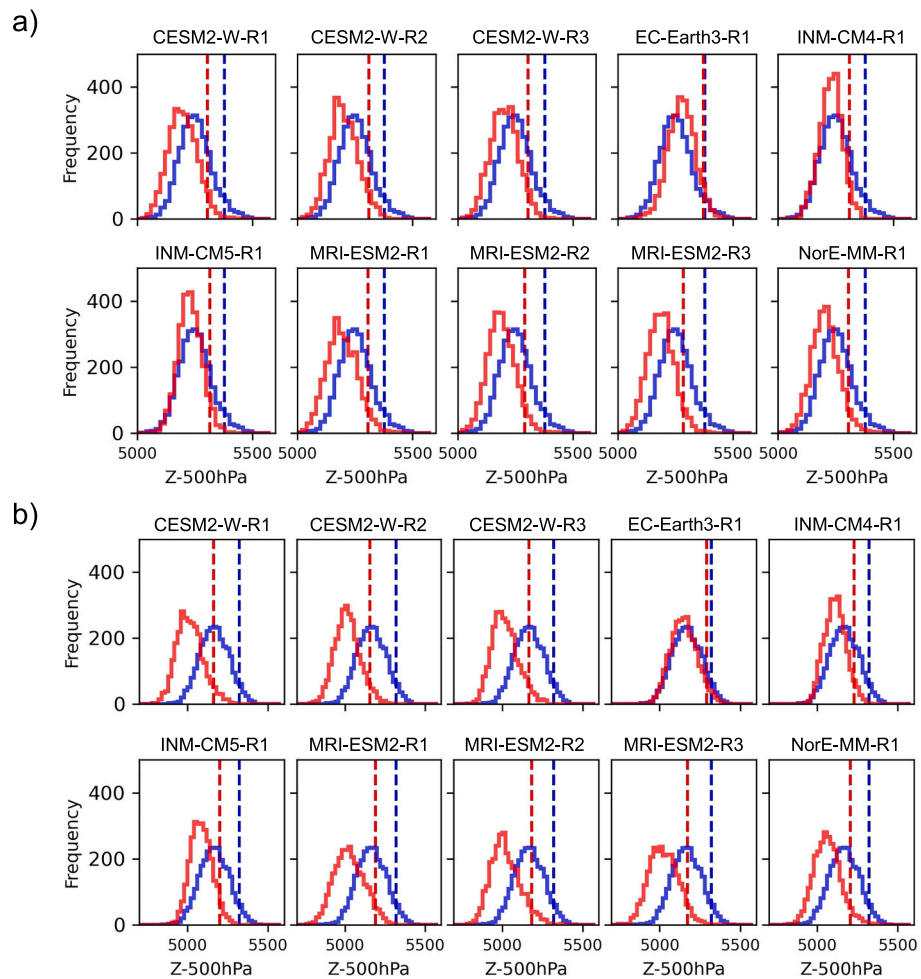 a)
CESM2-W-R1 CESM2-W-R2 CESM2-W-R3 EC-Earth3-R1 INM-CM4-R1
400
200
0
Frequency
INM-CM5-R1 MRI-ESM2-R1 MRI-ESM2-R2 MRI-ESM2-R3 NorE-MM-R1
400
200
0
Frequency
5000 5500 5000 5500 5000 5500 5000 5500 5000 5500
Z-500hPa Z-500hPa Z-500hPa Z-500hPa Z-500hPa
b)
CESM2-W-R1 CESM2-W-R2 CESM2-W-R3 EC-Earth3-R1 INM-CM4-R1
400
200
0
Frequency
INM-CM5-R1 MRI-ESM2-R1 MRI-ESM2-R2 MRI-ESM2-R3 NorE-MM-R1
400
200
0
Frequency
5000 5500 5000 5500 5000 5500 5000 5500 5000 5500
Z-500hPa Z-500hPa Z-500hPa Z-500hPa Z-500hPa